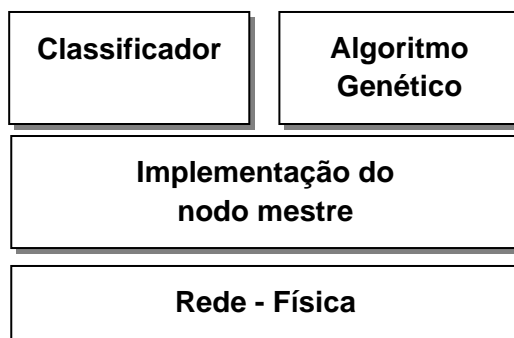 Classificador
Algoritmo
Genético
Implementação do
nodo mestre
Rede - Física